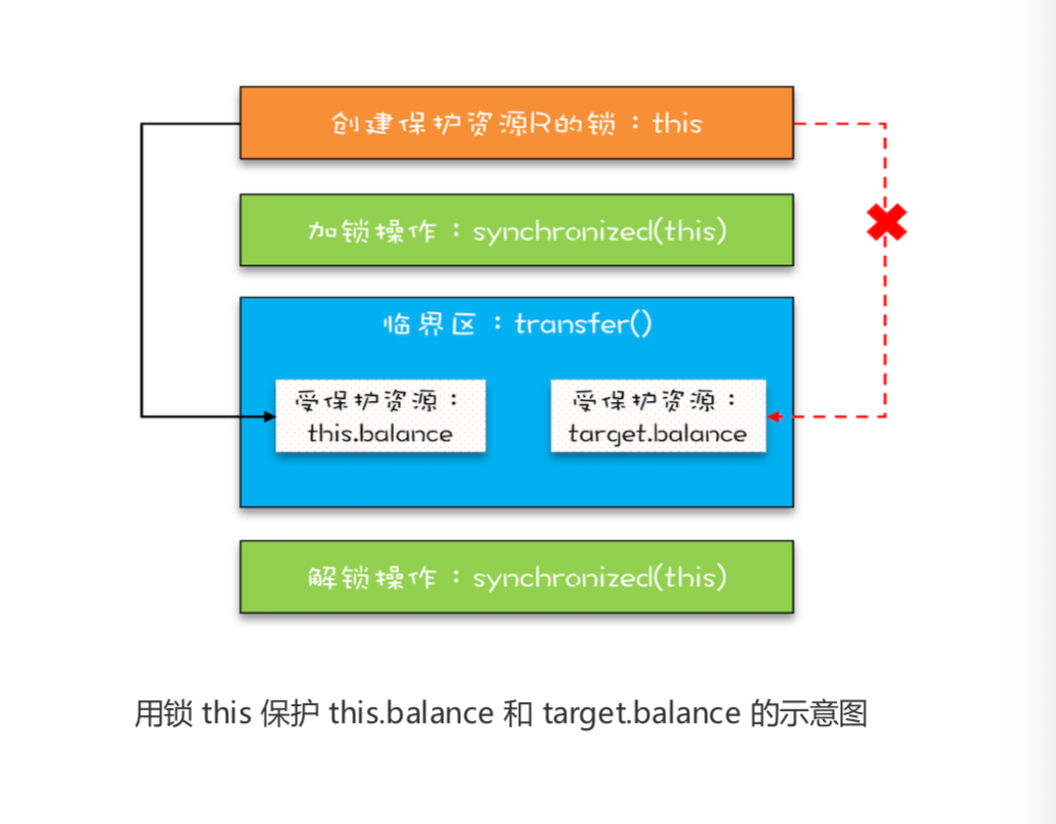 创建保护资源R的锁：this
加锁操作：synchronized(this)
临界区：transfer()
受保护资源：
this.balance
受保护资源：
target.balance
解锁操作：synchronized(this)
用锁 this 保护 this.balance 和 target.balance 的示意图